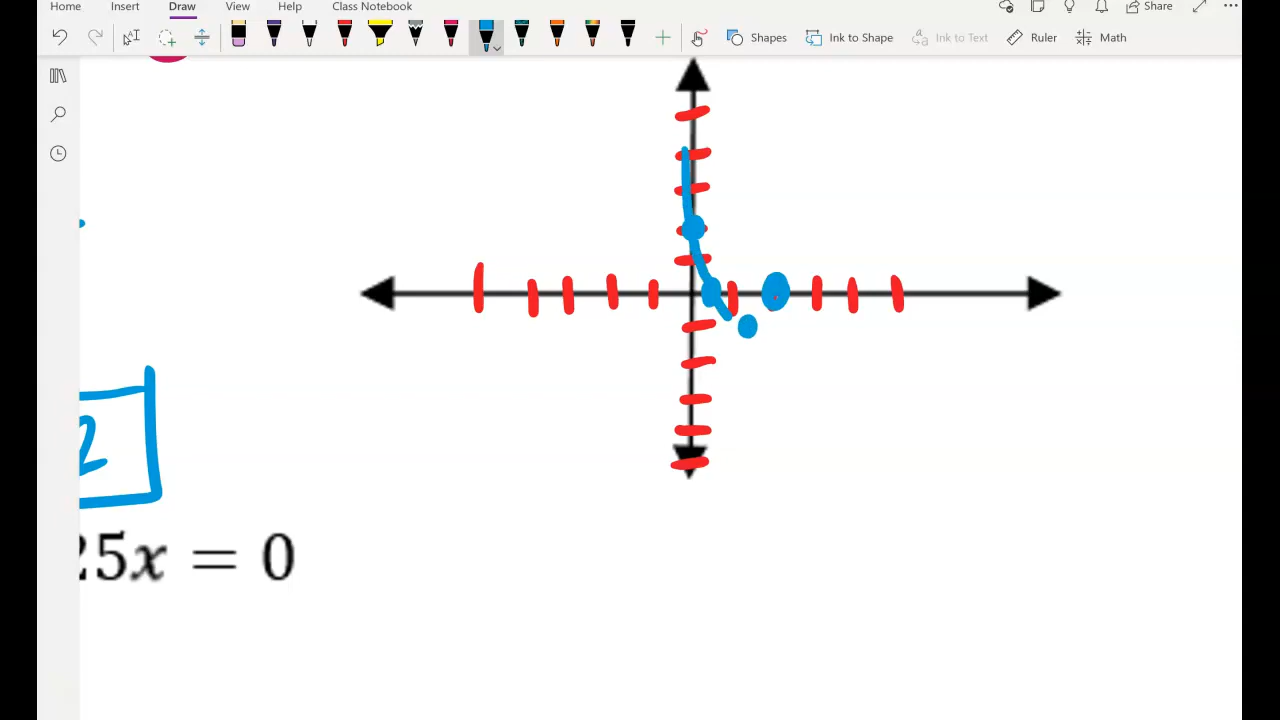 Home Insert Draw View Help Class Notebook Share
Shapes Ink to Shape Ink to Text Ruler Math
2
25x = 0